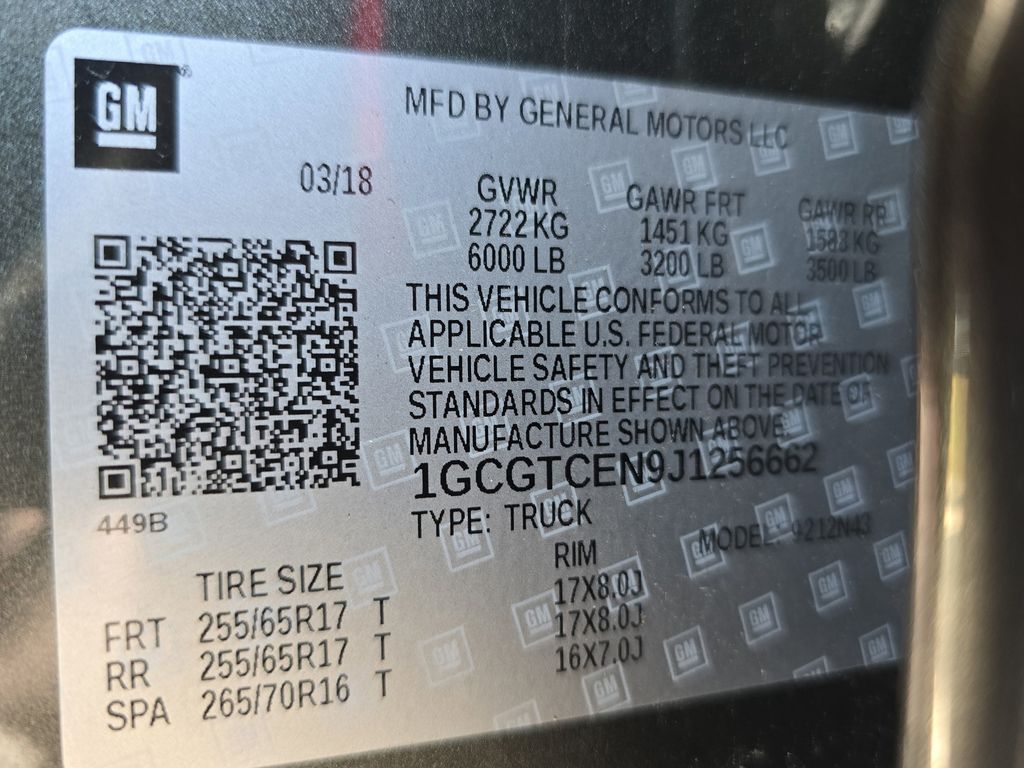 GM
MFD BY GENERAL MOTORS LLC
03/18
GVWR GAWR FRT GAWR RR
2722 KG 1451 KG 1583 KG
6000 LB 3200 LB 3500 LB
THIS VEHICLE CONFORMS TO ALL
APPLICABLE U.S. FEDERAL MOTOR
VEHICLE SAFETY AND THEFT PREVENTION
STANDARDS IN EFFECT ON THE DATE OF
MANUFACTURE SHOWN ABOVE
1GCGTCEN9J1256662
449B
TYPE: TRUCK MODEL: 9212N43
TIRE SIZE RIM
FRT 255/65R17 T 17X8.0J
RR 255/65R17 T 17X8.0J
SPA 265/70R16 T 16X7.0J